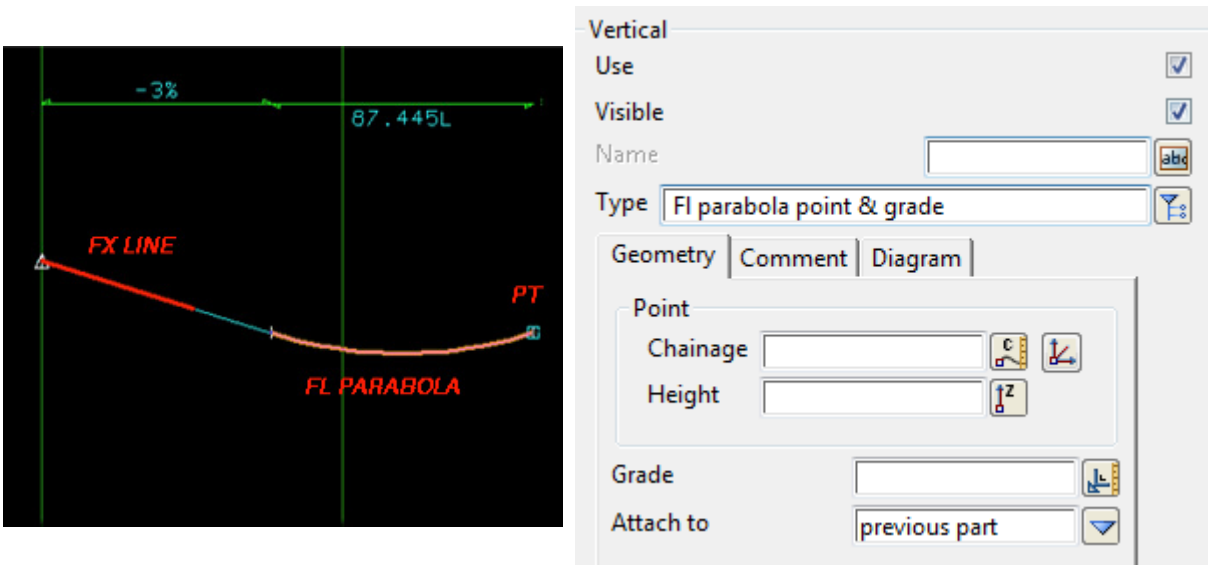 -3%
87.445L
FX LINE
PT
FL PARABOLA
Vertical
Use
Visible
Name
abc
Type Fl parabola point & grade
Geometry Comment Diagram
Point
Chainage
C
Height
Z
Grade
Attach to previous part